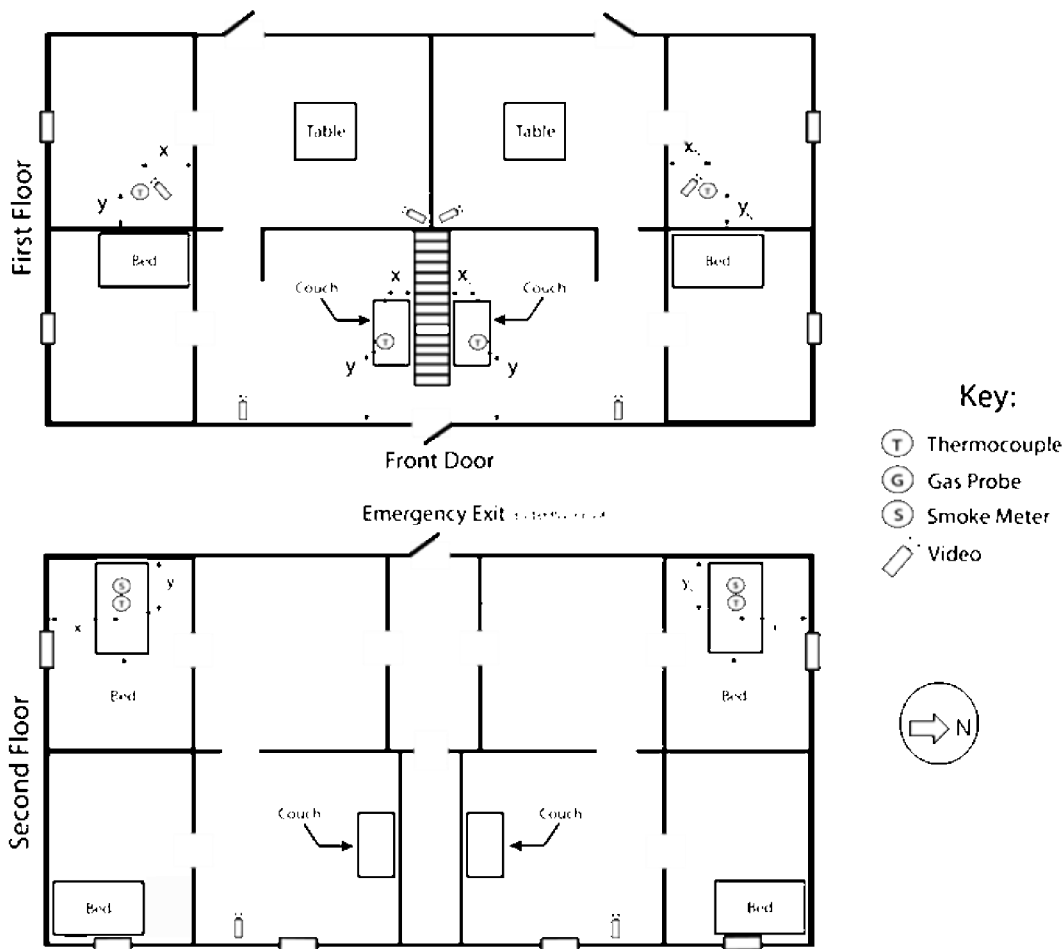 First Floor
Table
Table
x
x
T
T
y
y
Bed
Bed
x
x
Couch
Couch
T
T
y
y
Front Door
Key:
T Thermocouple
G Gas Probe
S Smoke Meter
Video
Emergency Exit
Second Floor
S
T
y
x
S
T
y
Bed
Bed
N
Couch
Couch
Bed
Bed